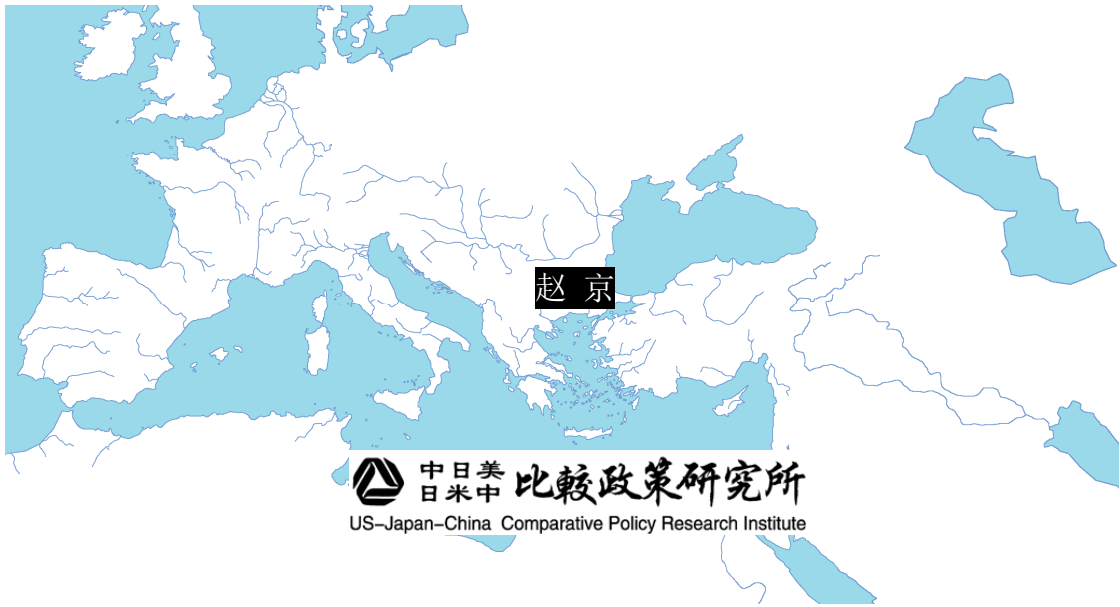 赵 京
中日美
日米中
比較政策研究所
US-Japan-China Comparative Policy Research Institute